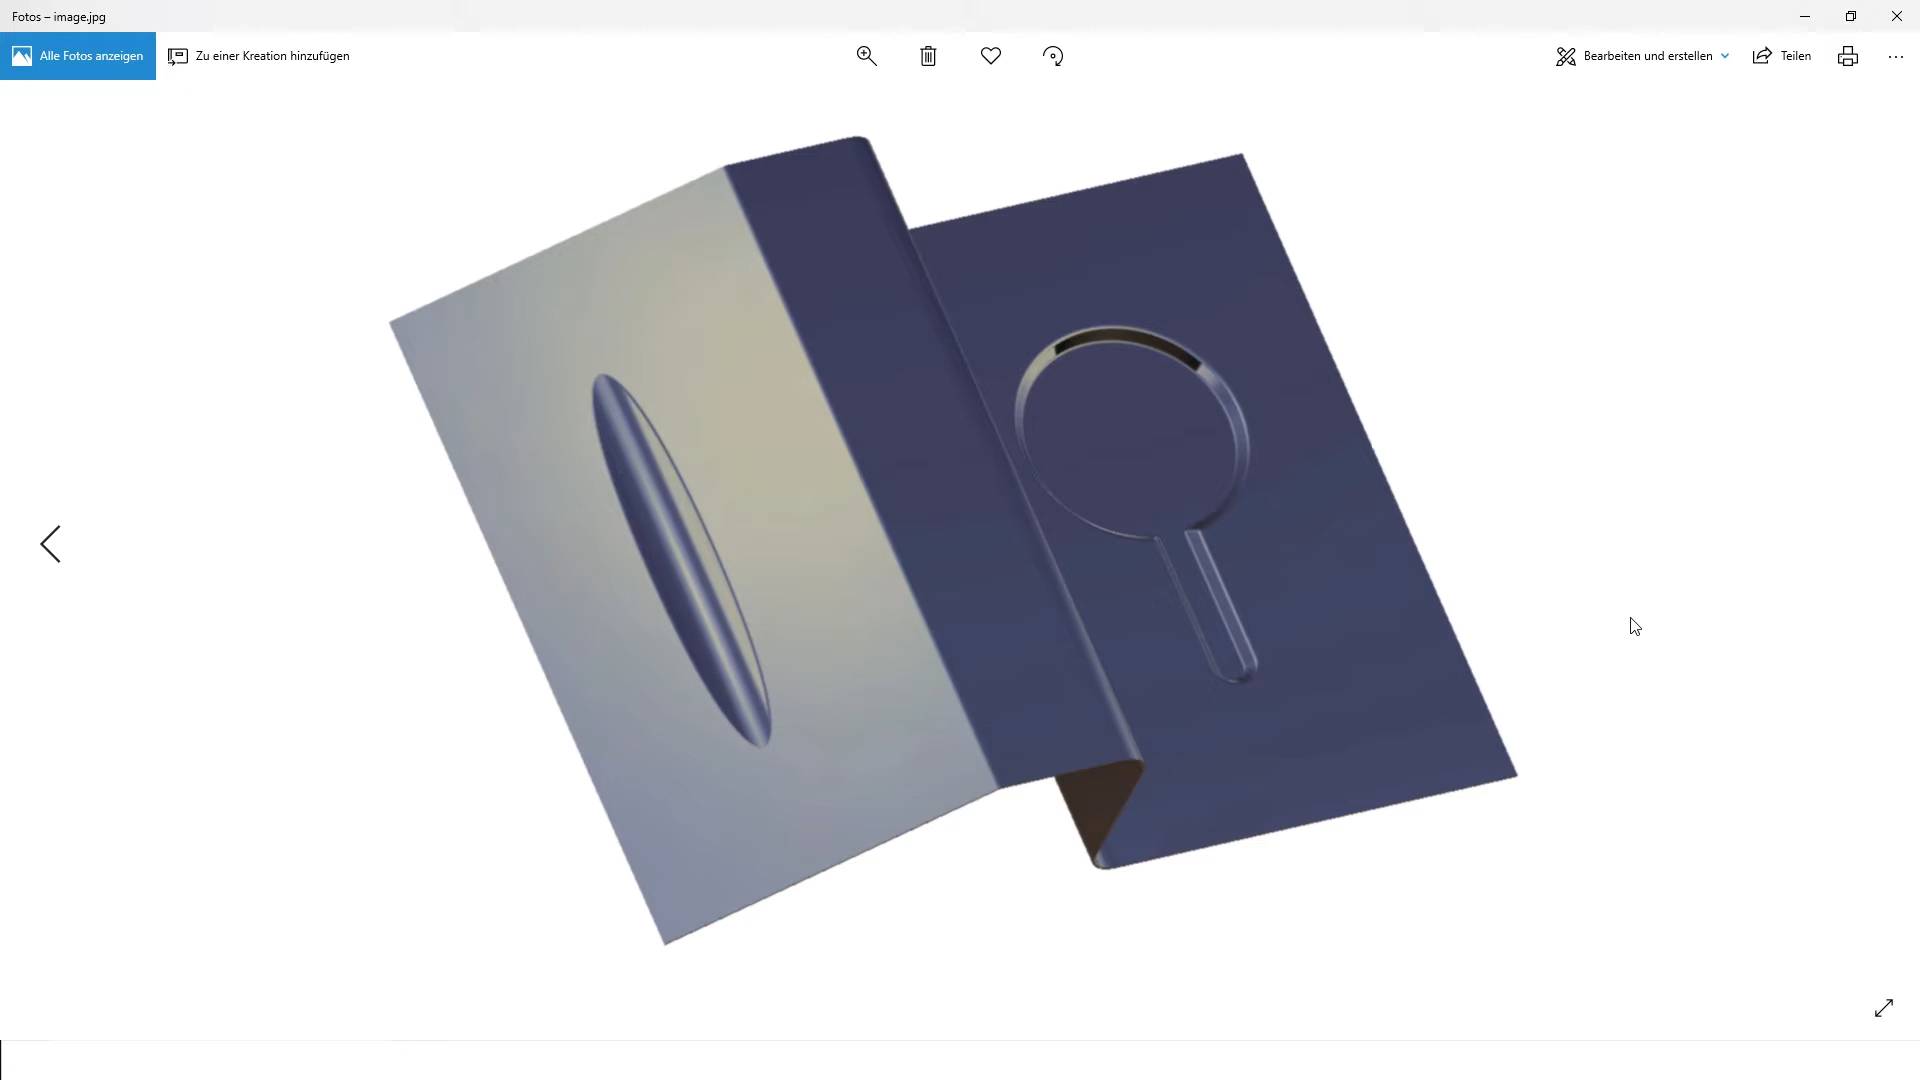 Fotos – image.jpg
Alle Fotos anzeigen
Zu einer Kreation hinzufügen
Bearbeiten und erstellen
Teilen